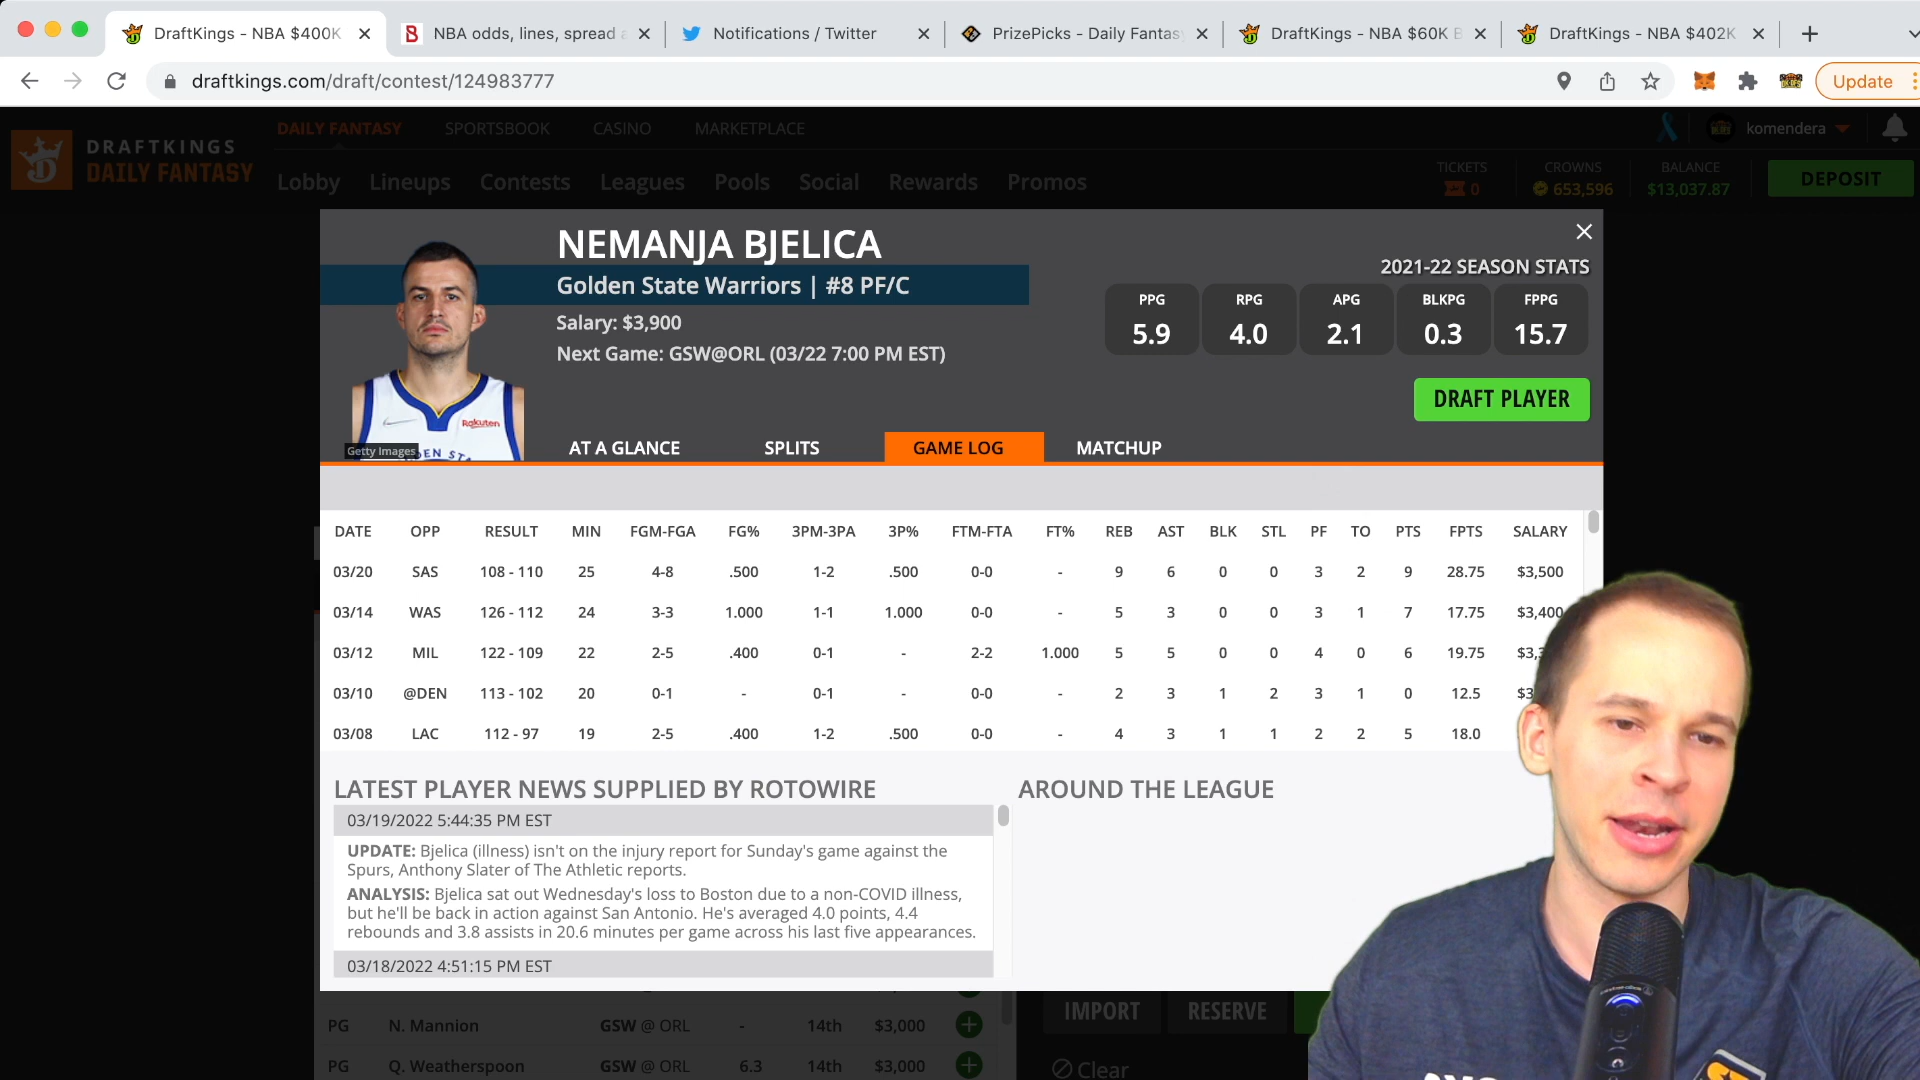 DraftKings - NBA $400K
NBA odds, lines, spread a
Notifications / Twitter
PrizePicks - Daily Fantasy
DraftKings - NBA $60K B
DraftKings - NBA $402K
draftkings.com/draft/contest/124983777
Update
DRAFTKINGS
DAILY FANTASY
DAILY FANTASY SPORTSBOOK CASINO MARKETPLACE
komendera
Lobby Lineups Contests Leagues Pools Social Rewards Promos
TICKETS
0
CROWNS
653,596
BALANCE
$13,037.87
DEPOSIT
NEMANJA BJELICA
Golden State Warriors | #8 PF/C
Salary: $3,900
Next Game: GSW@ORL (03/22 7:00 PM EST)
2021-22 SEASON STATS
PPG RPG APG BLKPG FPPG
5.9 4.0 2.1 0.3 15.7
DRAFT PLAYER
Rakuten
Getty Images
AT A GLANCE SPLITS GAME LOG MATCHUP
DATE OPP RESULT MIN FGM-FGA FG% 3PM-3PA 3P% FTM-FTA FT% REB AST BLK STL PF TO PTS FPTS SALARY
03/20 SAS 108 - 110 25 4-8 .500 1-2 .500 0-0 - 9 6 0 0 3 2 9 28.75 $3,500
03/14 WAS 126 - 112 24 3-3 1.000 1-1 1.000 0-0 - 5 3 0 0 3 1 7 17.75 $3,400
03/12 MIL 122 - 109 22 2-5 .400 0-1 - 2-2 1.000 5 5 0 0 4 0 6 19.75
03/10 @DEN 113 - 102 20 0-1 - 0-1 - 0-0 - 2 3 1 2 3 1 0 12.5
03/08 LAC 112 - 97 19 2-5 .400 1-2 .500 0-0 - 4 3 1 1 2 2 5 18.0
LATEST PLAYER NEWS SUPPLIED BY ROTOWIRE
03/19/2022 5:44:35 PM EST
UPDATE: Bjelica (illness) isn't on the injury report for Sunday's game against the
Spurs, Anthony Slater of The Athletic reports.
ANALYSIS: Bjelica sat out Wednesday's loss to Boston due to a non-COVID illness,
but he'll be back in action against San Antonio. He's averaged 4.0 points, 4.4
rebounds and 3.8 assists in 20.6 minutes per game across his last five appearances.
03/18/2022 4:51:15 PM EST
AROUND THE LEAGUE
PG N. Mannion GSW @ ORL - 14th $3,000
PG Q. Weatherspoon GSW @ ORL 6.3 14th $3,000
IMPORT RESERVE
Clear